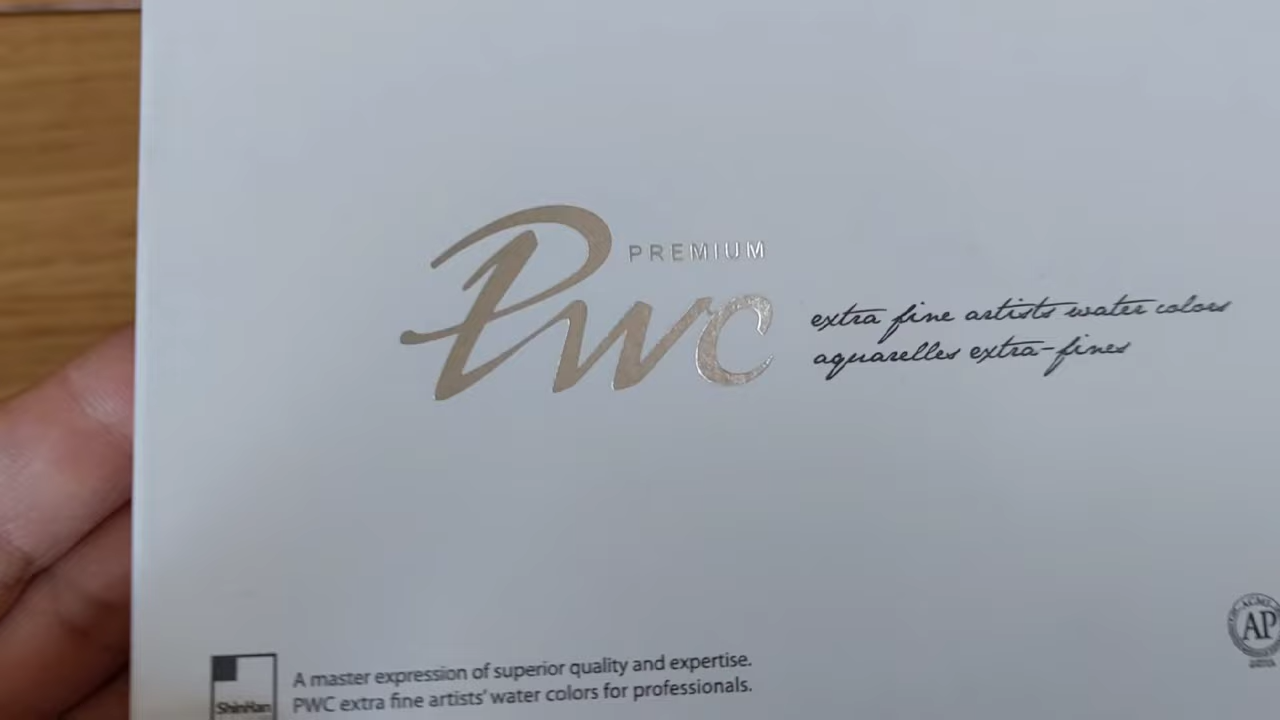 PREMIUM
Pwc
extra fine artists water colors
aquarelles extra-fines
AP
ShinHan
A master expression of superior quality and expertise.
PWC extra fine artists' water colors for professionals.